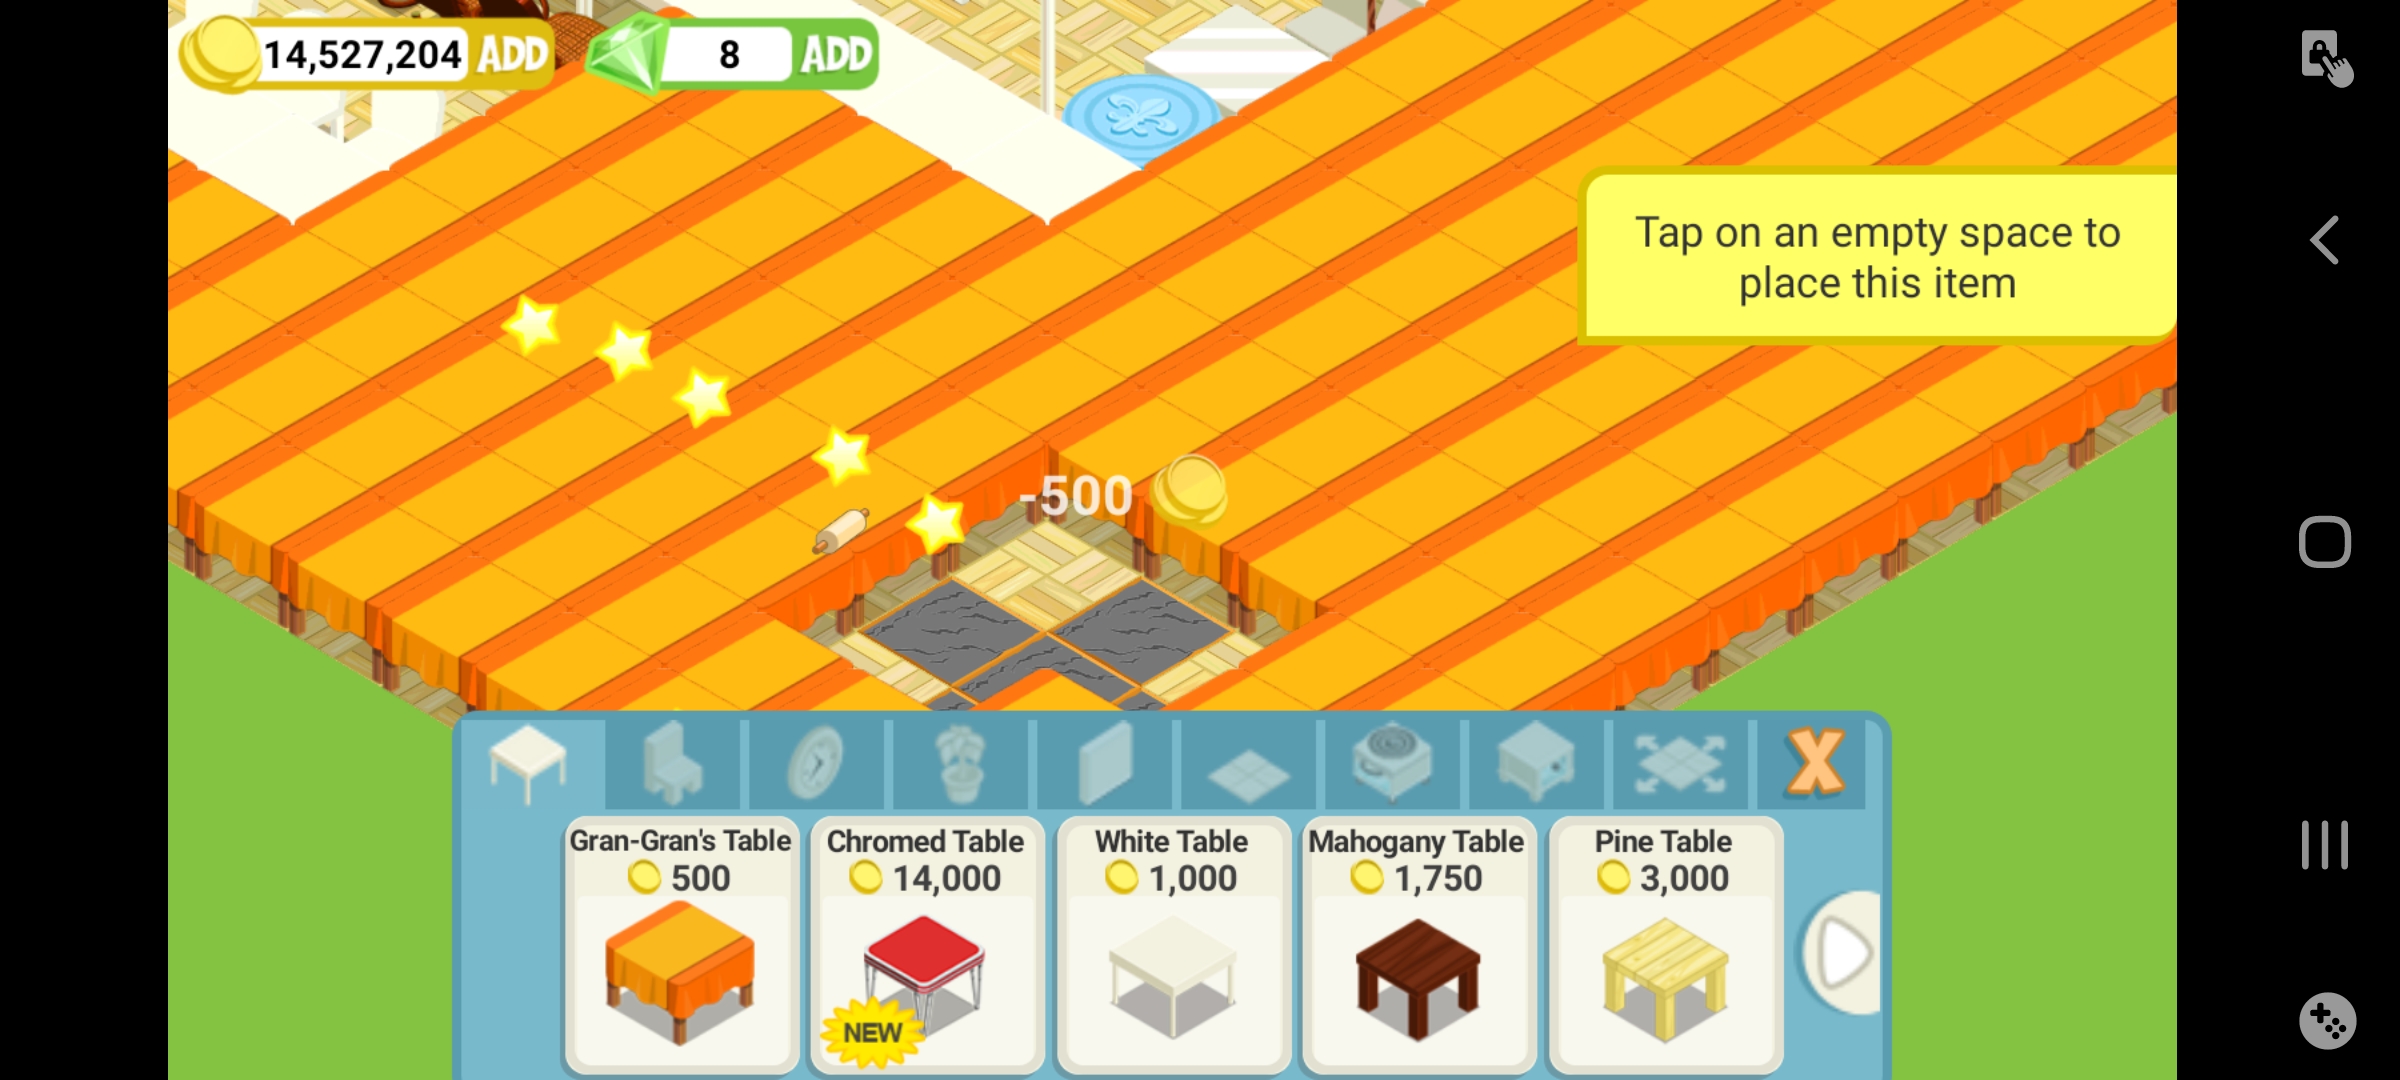 14,527,204 ADD 8 ADD
Tap on an empty space to
place this item
-500
Gran-Gran's Table Chromed Table White Table Mahogany Table Pine Table
500 14,000 1,000 1,750 3,000
NEW